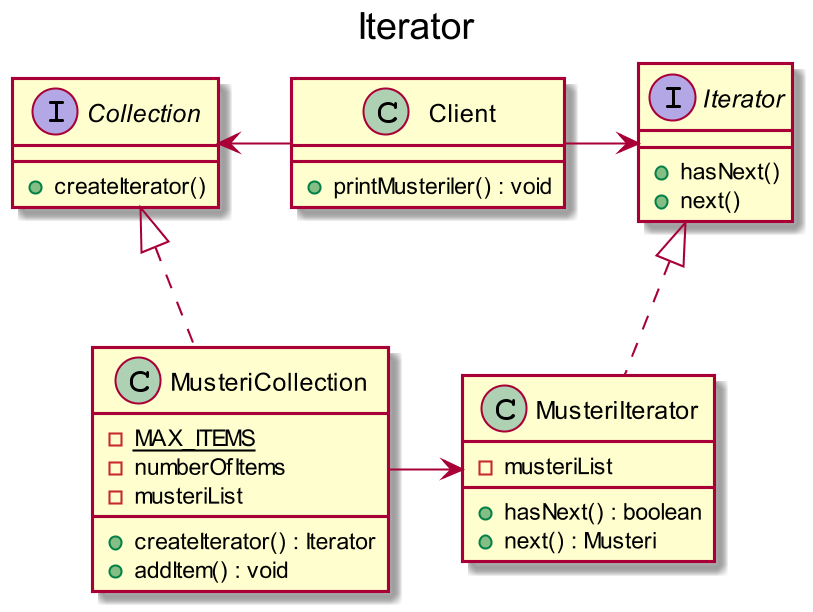 Iterator
I Collection
createIterator()
C Client
printMusteriler() : void
I Iterator
hasNext()
next()
C MusteriCollection
MAX_ITEMS
numberOfItems
musteriList
createIterator() : Iterator
addItem() : void
C MusteriIterator
musteriList
hasNext() : boolean
next() : Musteri